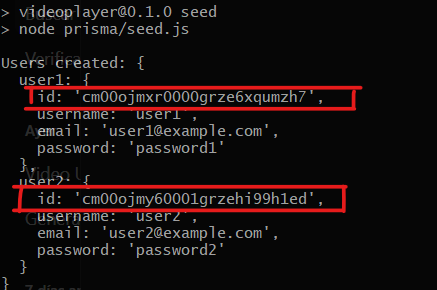 > videoplayer@0.1.0 seed
> node prisma/seed.js
Users created: {
user1: {
id: 'cm00ojmxr0000grze6xqumzh7',
username: 'user1',
email: 'user1@example.com',
password: 'password1'
},
user2: {
id: 'cm00ojmy60001grzehi99h1ed',
username: 'user2',
email: 'user2@example.com',
password: 'password2'
}
}